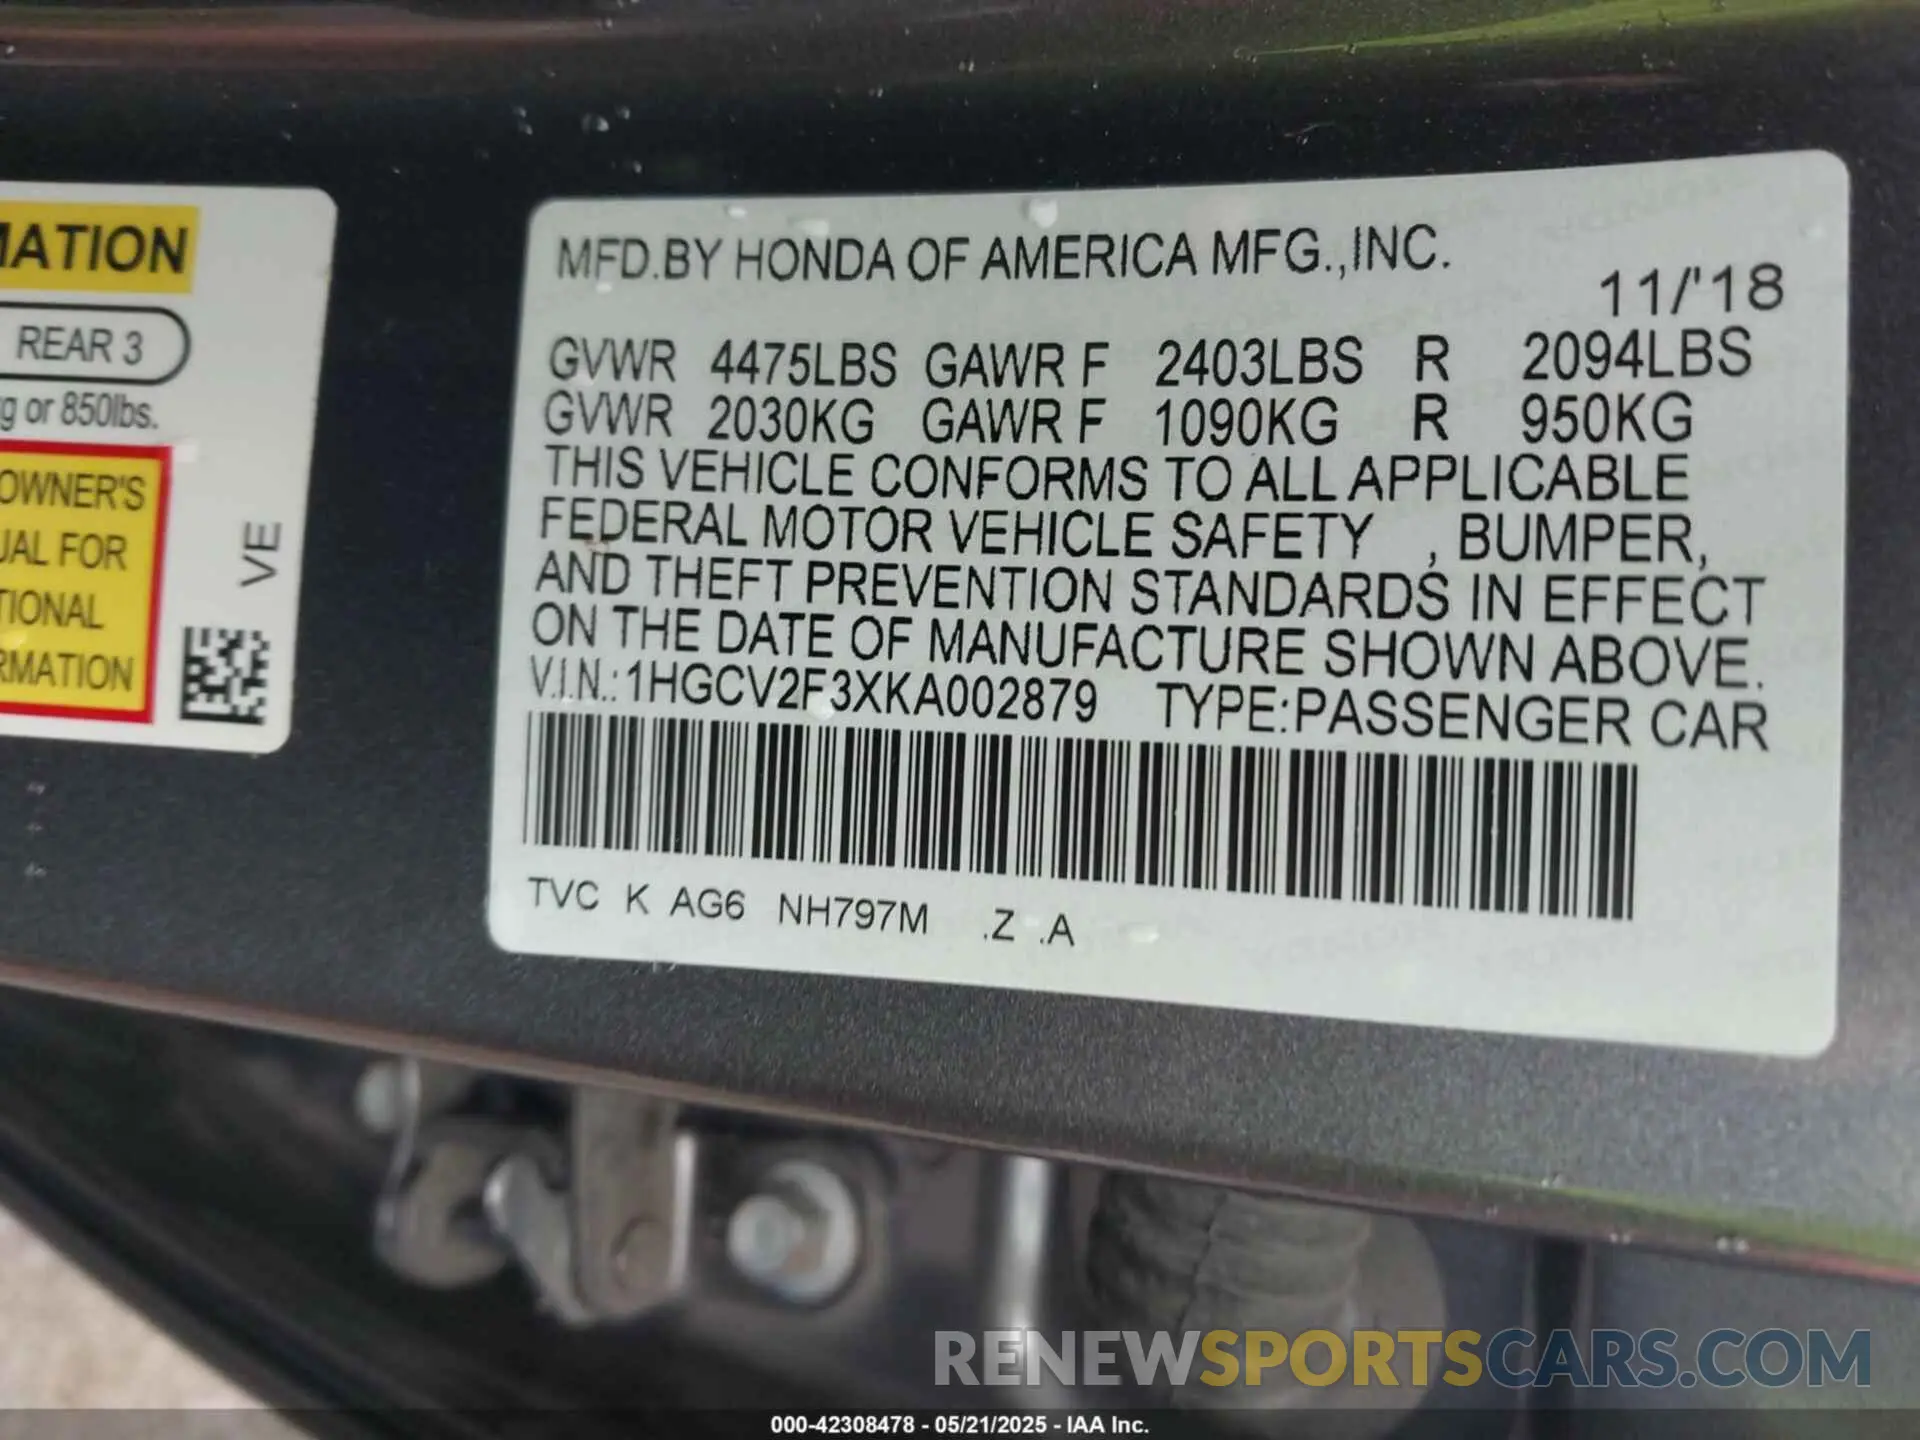 MATION
REAR 3
g or 850lbs.
OWNER'S
UAL FOR
TIONAL
RMATION
VE
MFD.BY HONDA OF AMERICA MFG.,INC.
11/'18
GVWR 4475LBS GAWR F 2403LBS R 2094LBS
GVWR 2030KG GAWR F 1090KG R 950KG
THIS VEHICLE CONFORMS TO ALL APPLICABLE
FEDERAL MOTOR VEHICLE SAFETY , BUMPER,
AND THEFT PREVENTION STANDARDS IN EFFECT
ON THE DATE OF MANUFACTURE SHOWN ABOVE.
V.I.N.: 1HGCV2F3XKA002879 TYPE:PASSENGER CAR
TVC K AG6 NH797M .Z .A
RENEWSPORTSCARS.COM
000-42308478 - 05/21/2025 - IAA Inc.